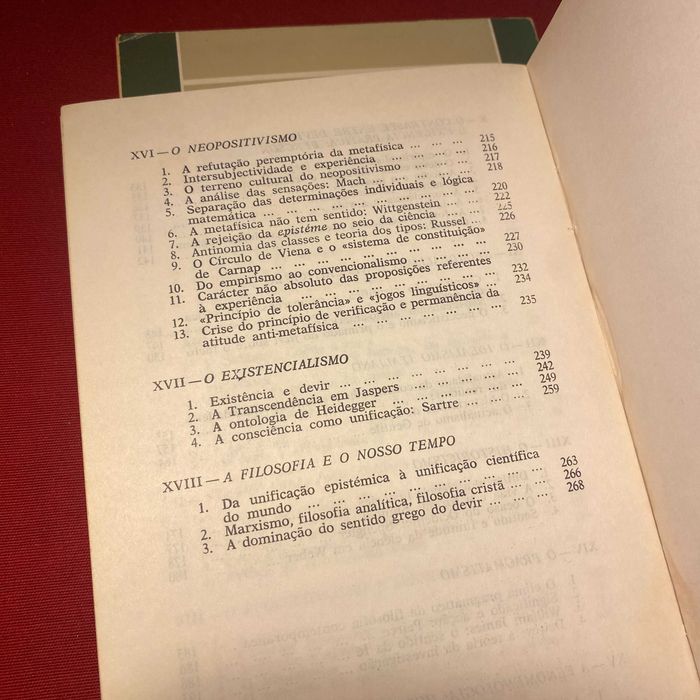 XVI — O NEOPOSITIVISMO
1. A refutação peremptória da metafísica ... ... ... 215
2. Intersubjectividade e experiência ... ... ... ... 216
3. O terreno cultural do neopositivismo ... ... ... 217
4. A análise das sensações: Mach ... ... ... ... 218
5. Separação das determinações individuais e lógica
matemática ... ... ... ... ... ... ... ... 220
6. A metafísica não tem sentido: Wittgenstein ... ... 222
7. A rejeição da epistéme no seio da ciência ... ... 225
8. Antinomia das classes e teoria dos tipos: Russel ... 226
9. O Círculo de Viena e o «sistema de constituição»
de Carnap ... ... ... ... ... ... ... ... 227
10. Do empirismo ao convencionalismo ... ... ... ... 230
11. Carácter não absoluto das proposições referentes
à experiência ... ... ... ... ... ... ... 232
12. «Princípio de tolerância» e «jogos linguísticos» ... 234
13. Crise do princípio de verificação e permanência da
atitude anti-metafísica ... ... ... ... ... ... 235
XVII — O EXISTENCIALISMO
1. Existência e devir ... ... ... ... ... ... ... 239
2. A Transcendência em Jaspers ... ... ... ... ... 242
3. A ontologia de Heidegger ... ... ... ... ... 249
4. A consciência como unificação: Sartre ... ... ... 259
XVIII — A FILOSOFIA E O NOSSO TEMPO
1. Da unificação epistémica à unificação científica
do mundo ... ... ... ... ... ... ... ... 263
2. Marxismo, filosofia analítica, filosofia cristã ... ... 266
3. A dominação do sentido grego do devir ... ... ... 268